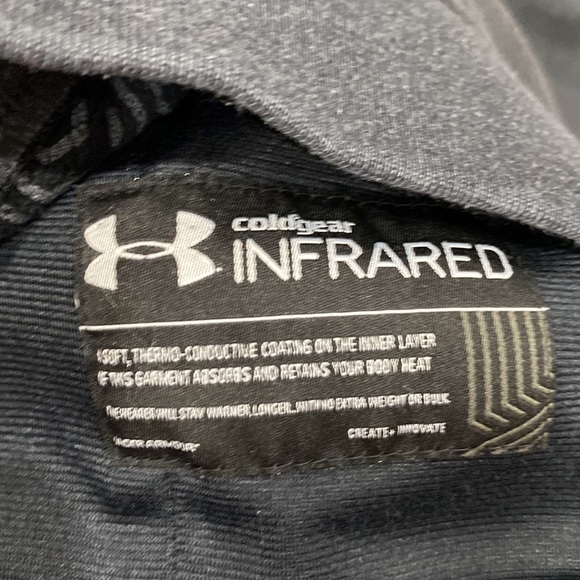 coldgear
INFRARED
SOFT, THERMO-CONDUCTIVE COATING ON THE INNER LAYER
OF THIS GARMENT ABSORBS AND RETAINS YOUR BODY HEAT
THE WEARER WILL STAY WARMER, LONGER...WITH NO EXTRA WEIGHT OR BULK.
UNDER ARMOUR®
CREATE + INNOVATE